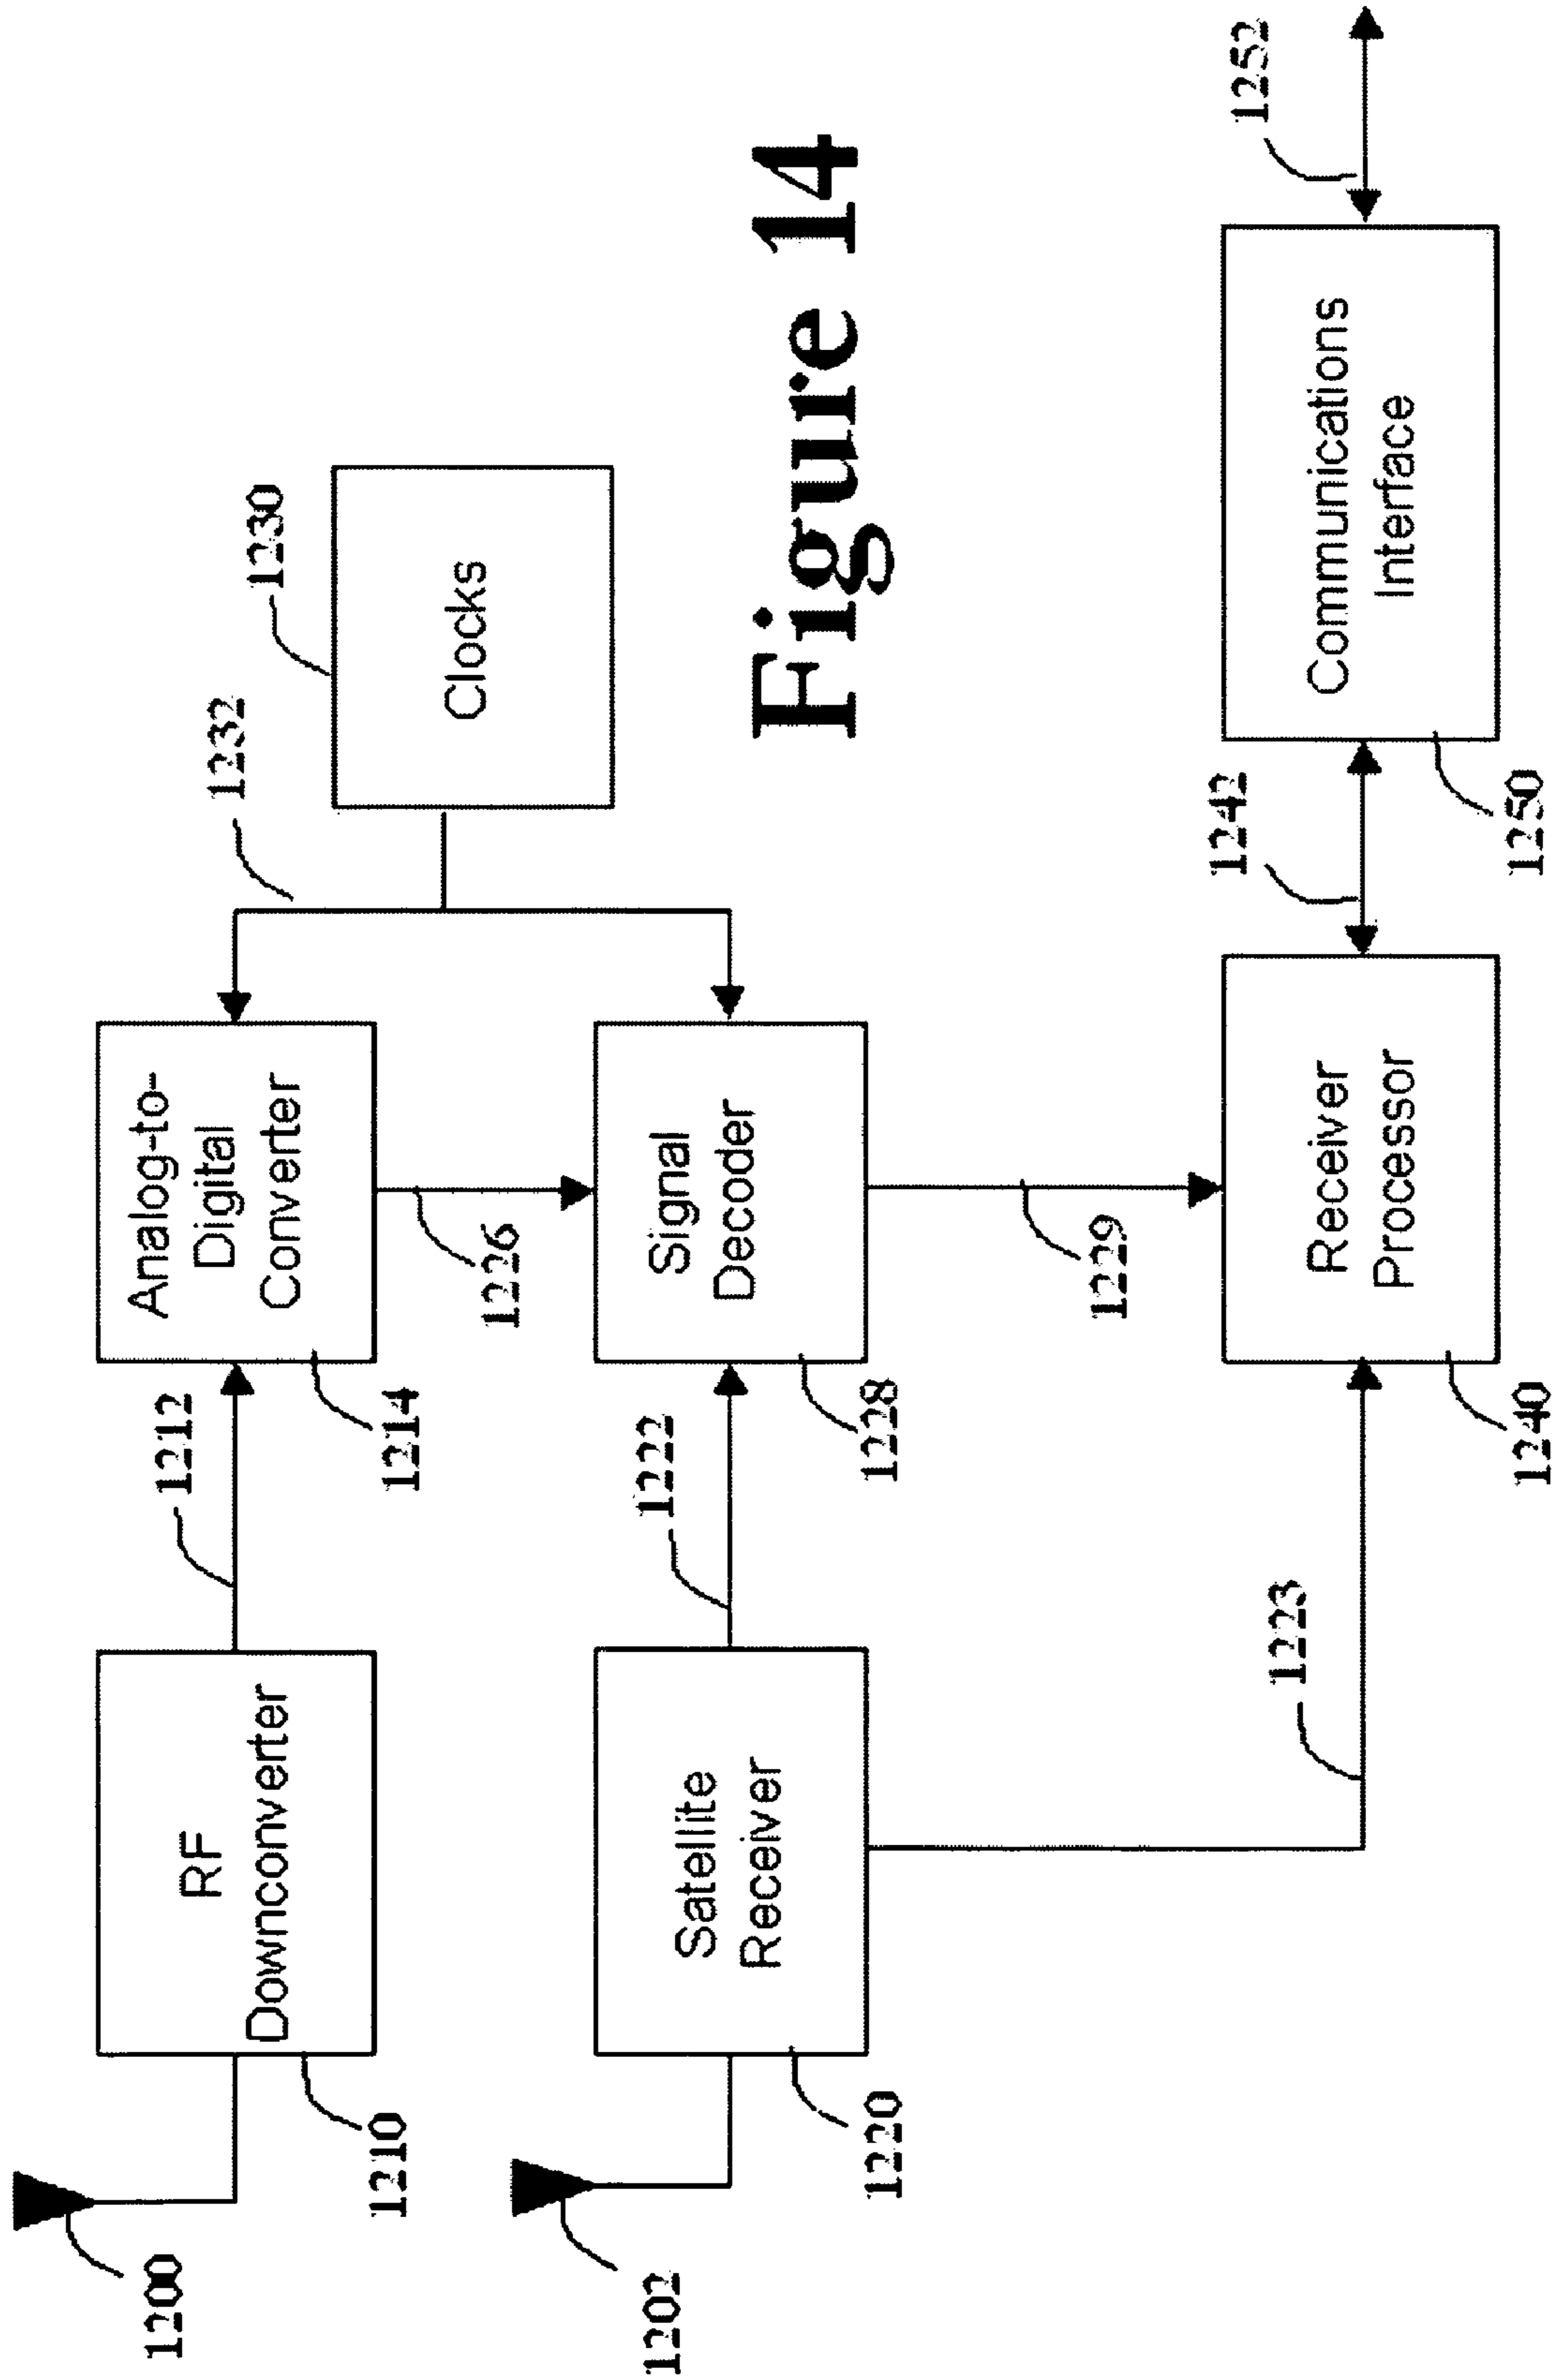 1200
1210
RF
Downconverter
1212
1214
Analog-to-
Digital
Converter
1232
1230
Clocks
1226
1202
1220
Satellite
Receiver
1222
1228
Signal
Decoder
Figure 14
1229
1223
1240
Receiver
Processor
1242
1250
Communications
Interface
1252